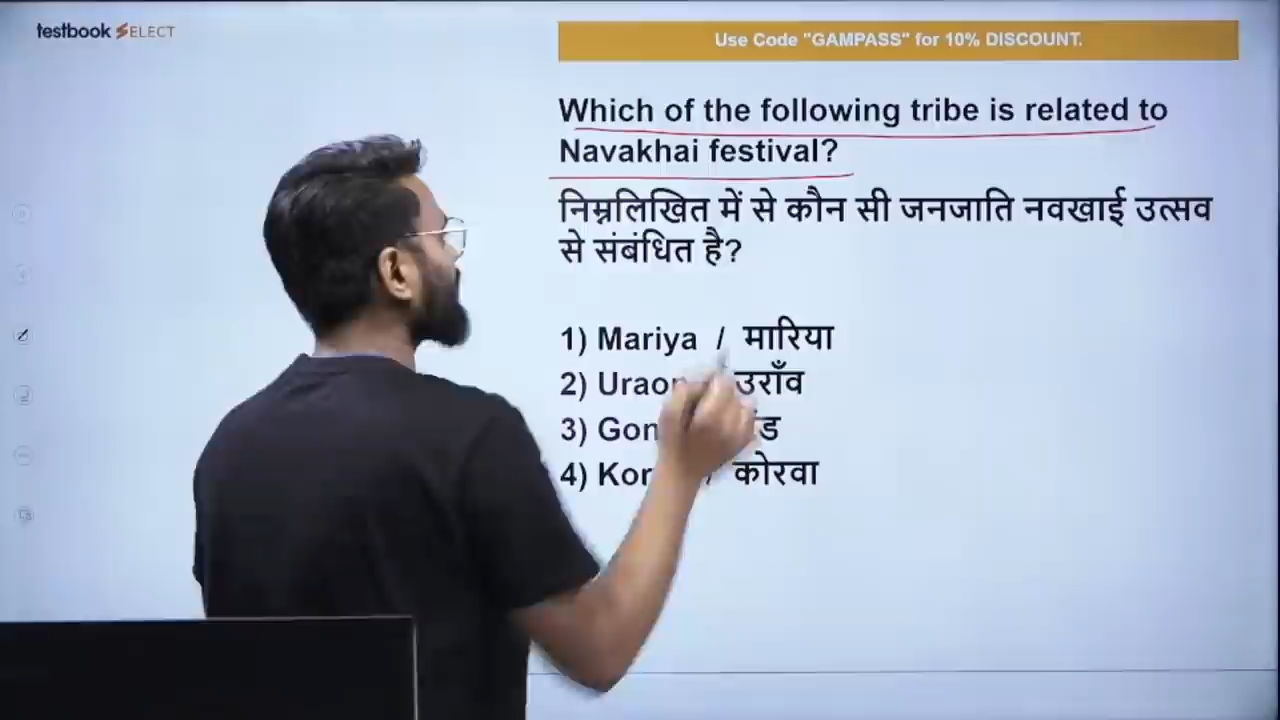 testbook SELECT
Use Code "GAMPASS" for 10% DISCOUNT.
Which of the following tribe is related to
Navakhai festival?
निम्नलिखित में से कौन सी जनजाति नवखाई उत्सव
से संबंधित है?
1) Mariya / मारिया
2) उराँव
3)
4) / कोरवा